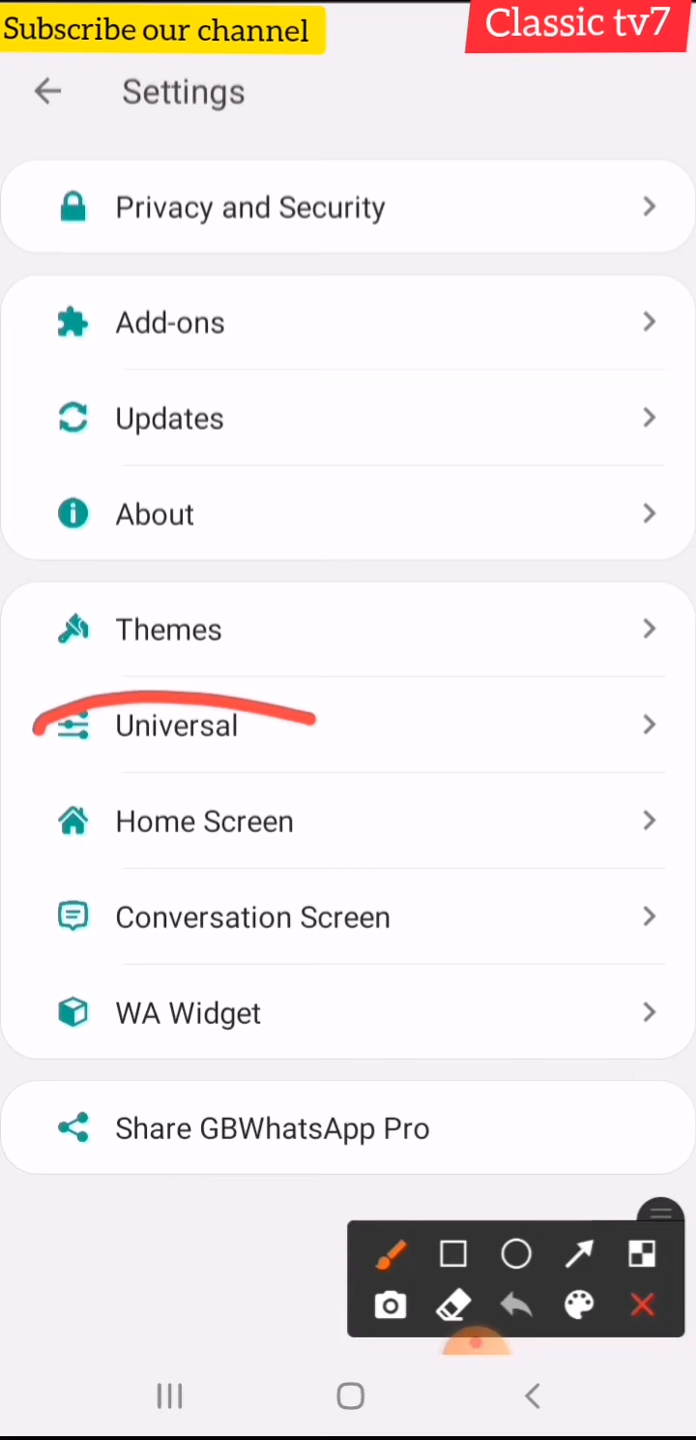 Subscribe our channel
Classic tv7
Settings
Privacy and Security
Add-ons
Updates
About
Themes
Universal
Home Screen
Conversation Screen
WA Widget
Share GBWhatsApp Pro